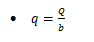 • q = Q/b